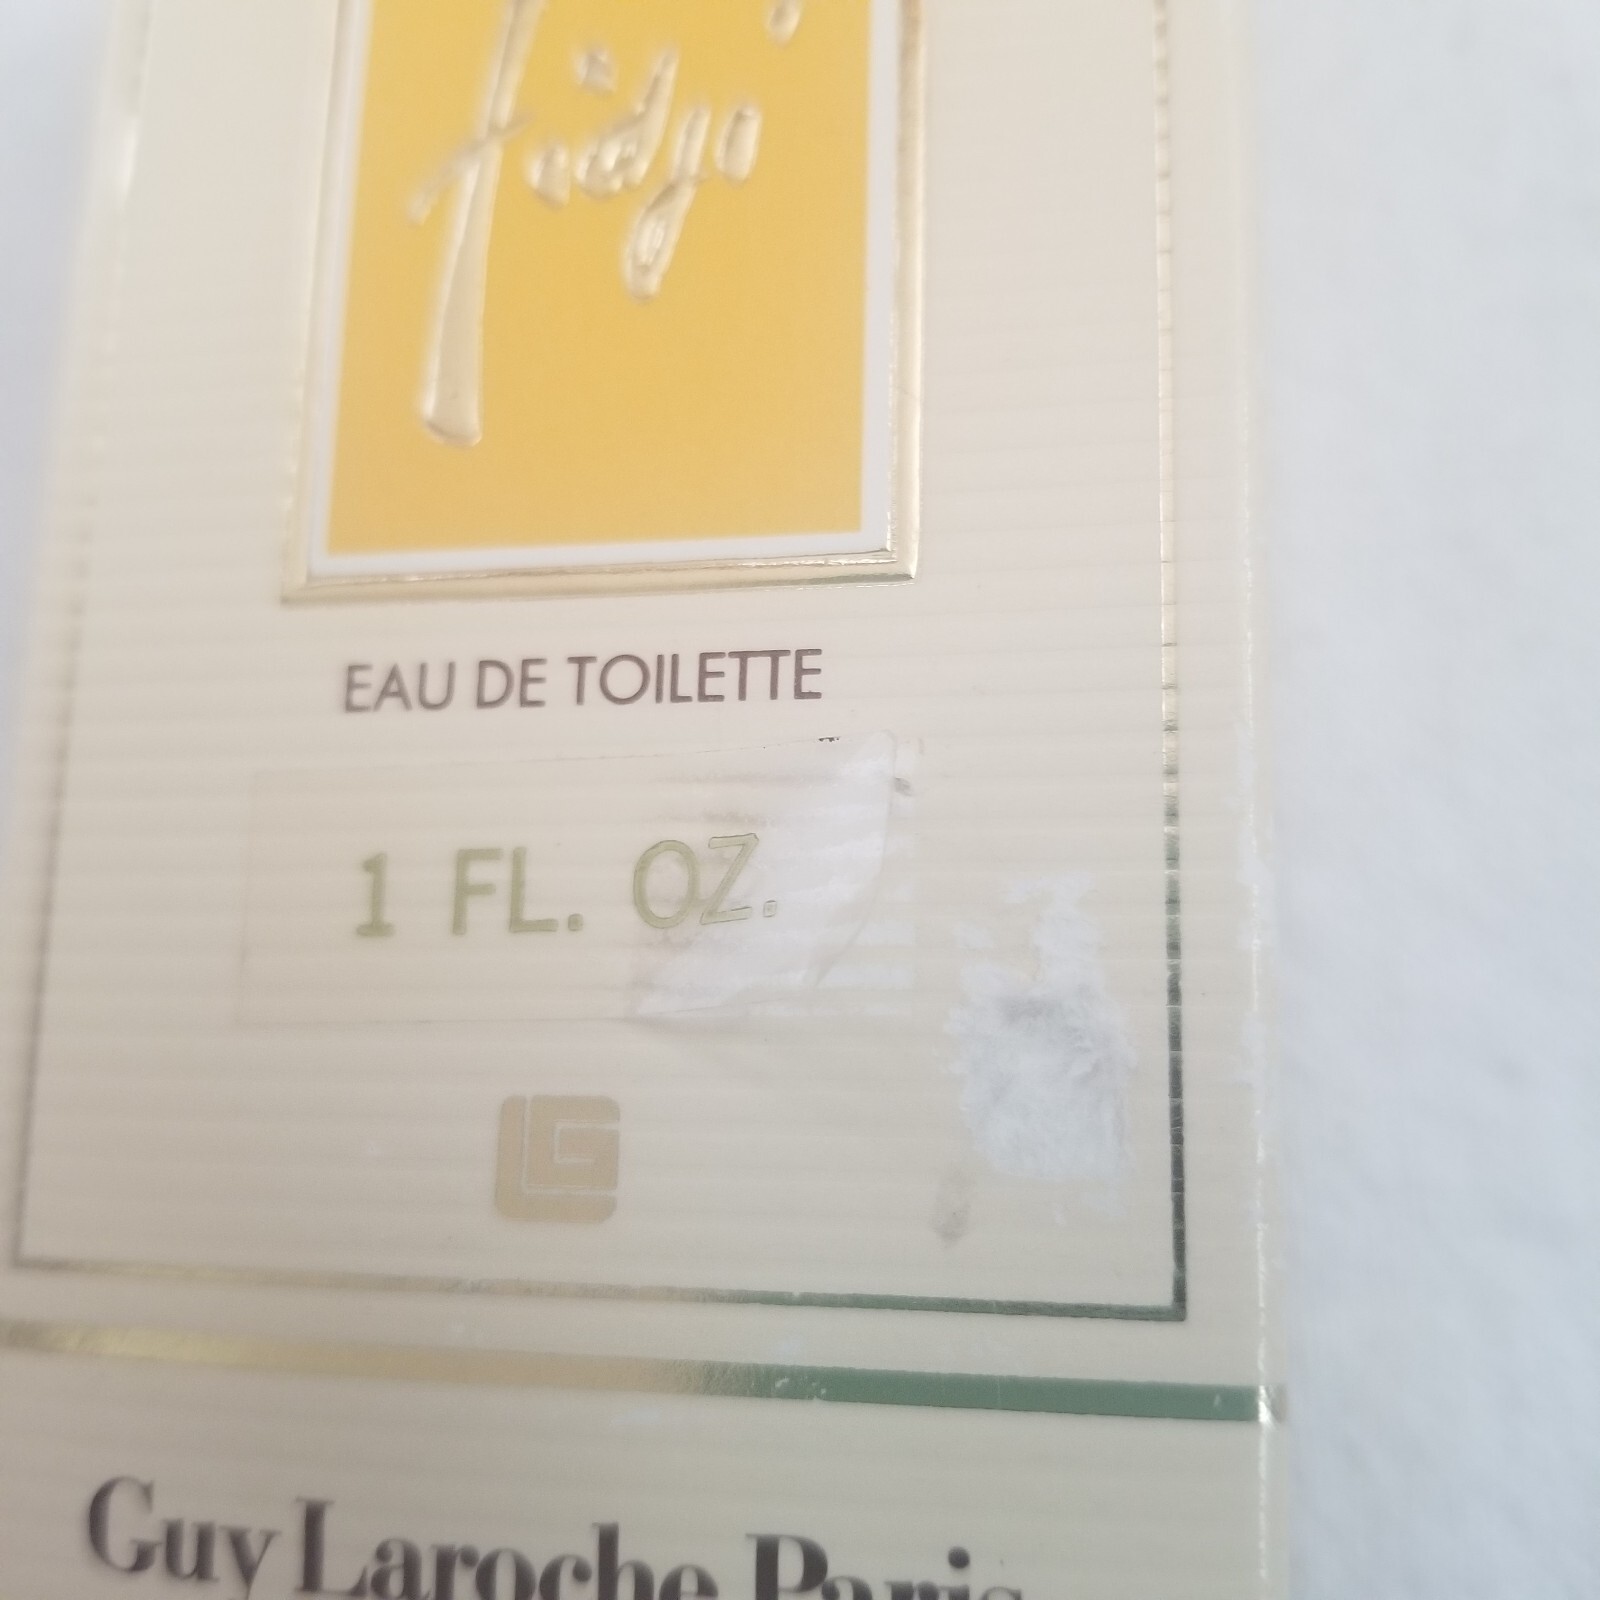 Fidji
EAU DE TOILETTE
1 FL. OZ.
Guy Laroche Paris